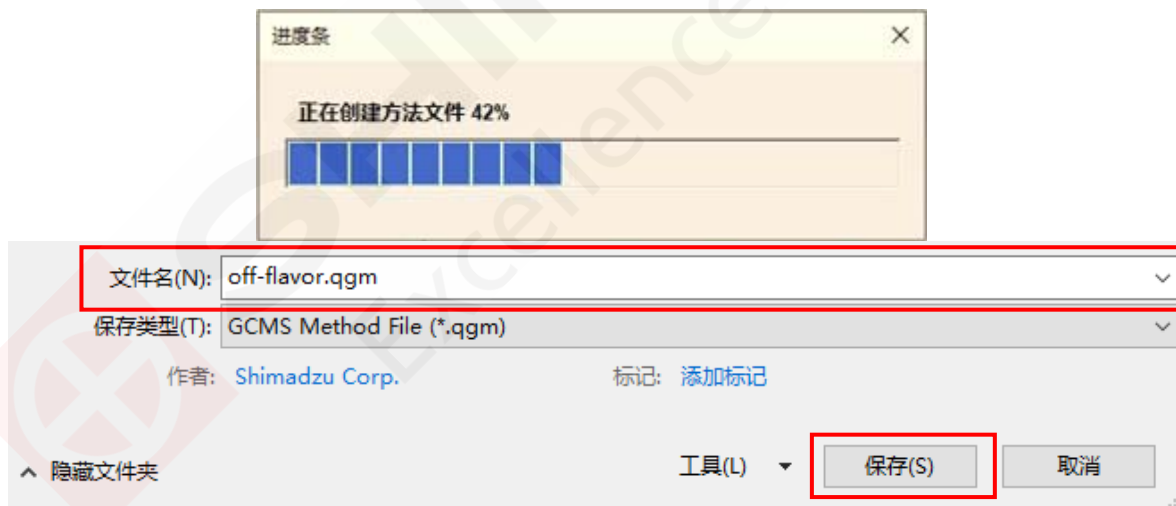 进度条
正在创建方法文件 42%
文件名(N): off-flavor.qgm
保存类型(T): GCMS Method File (*.qgm)
作者: Shimadzu Corp. 标记: 添加标记
隐藏文件夹 工具(L) 保存(S) 取消
Excellence